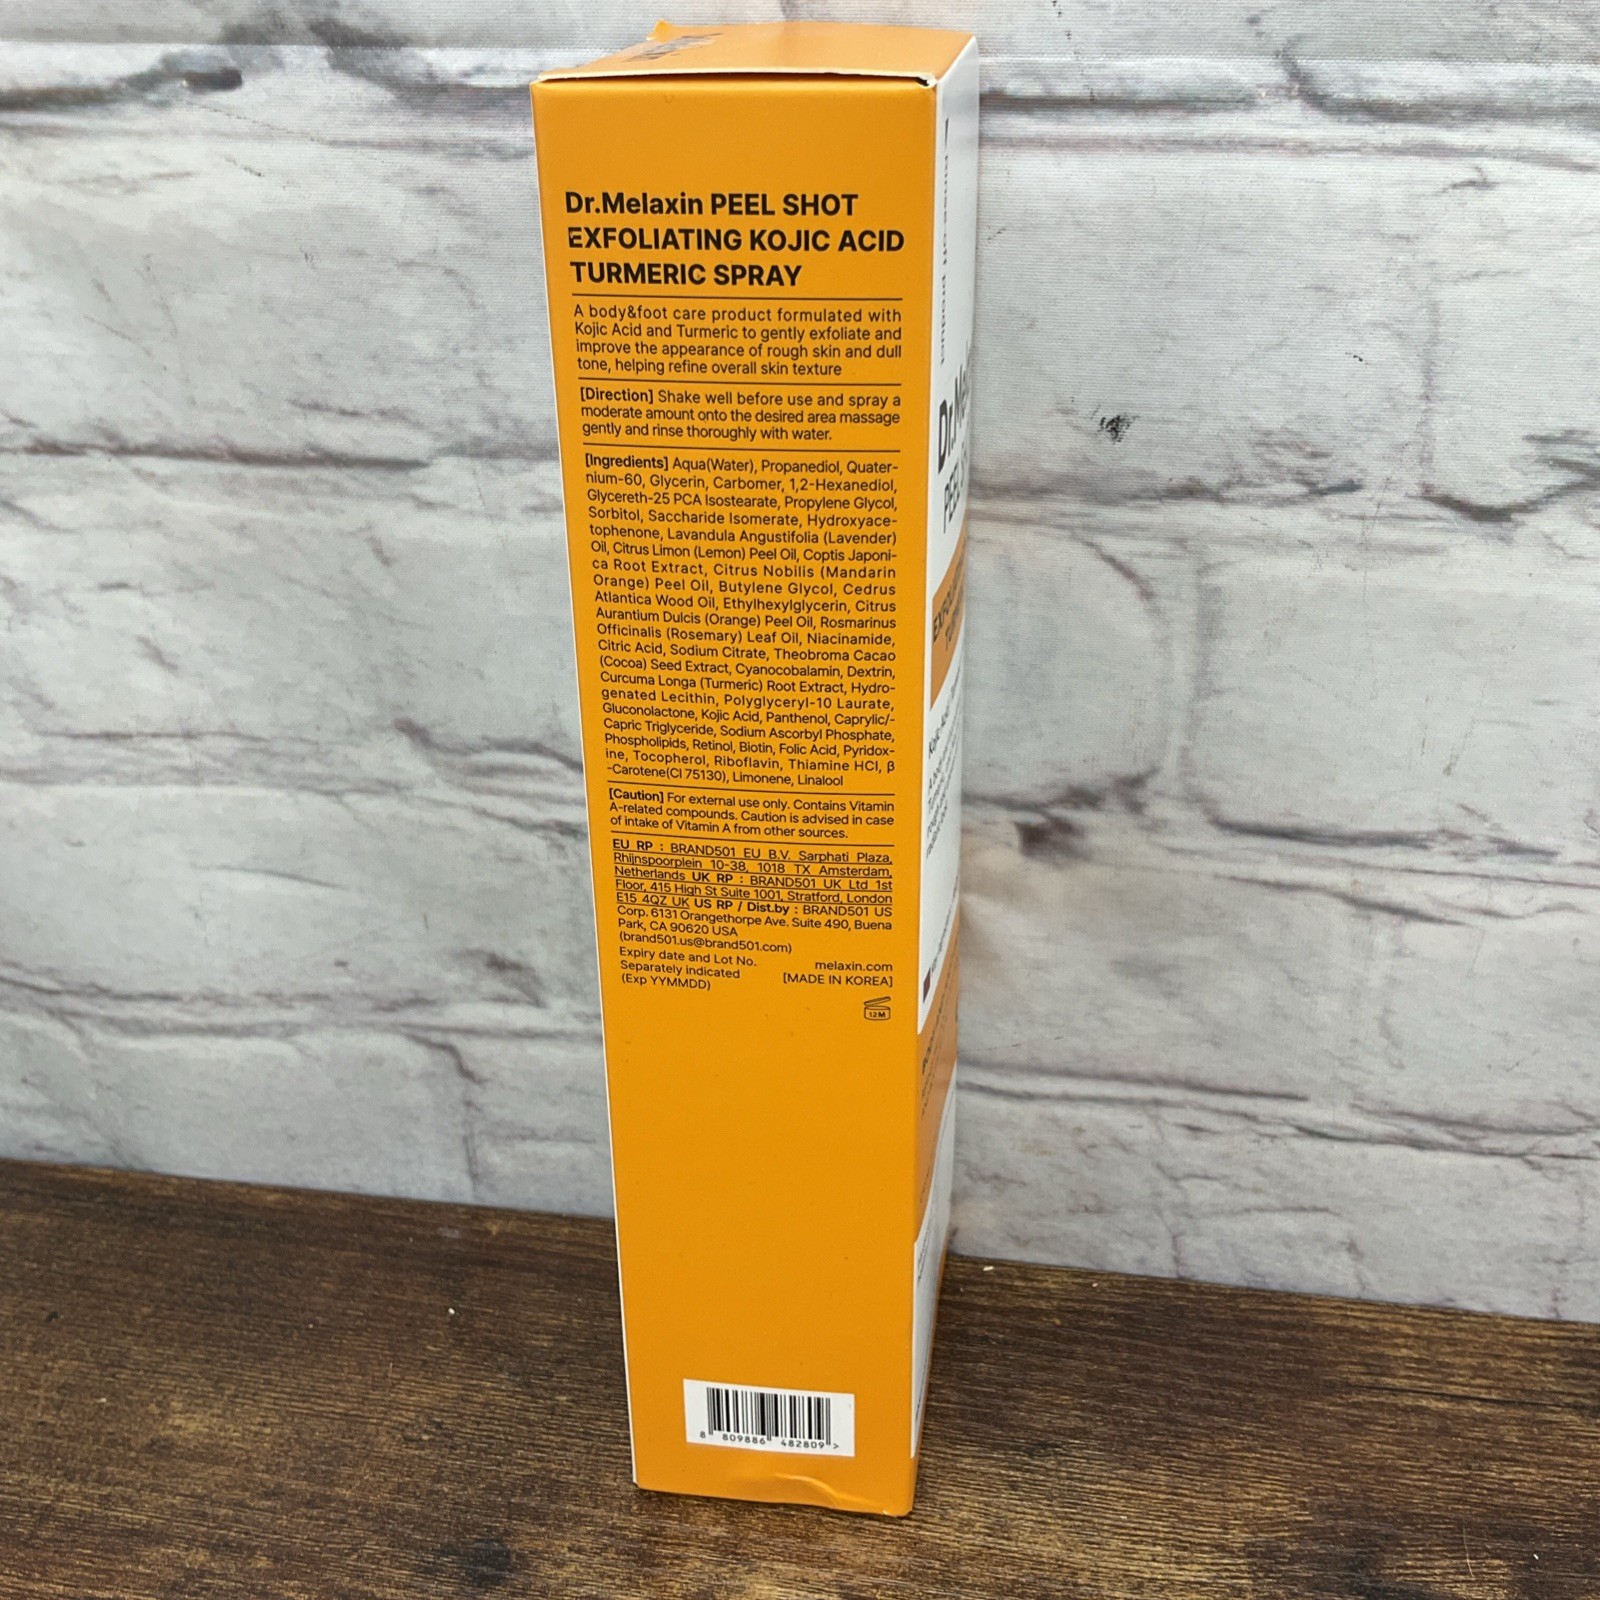 Dr.Melaxin PEEL SHOT
EXFOLIATING KOJIC ACID
TURMERIC SPRAY
A body&foot care product formulated with
Kojic Acid and Turmeric to gently exfoliate and
improve the appearance of rough skin and dull
tone, helping refine overall skin texture
[Direction] Shake well before use and spray a
moderate amount onto the desired area massage
gently and rinse thoroughly with water.
[Ingredients] Aqua(Water), Propanediol, Quater-
nium-60, Glycerin, Carbomer, 1,2-Hexanediol,
Glycereth-25 PCA Isostearate, Propylene Glycol,
Sorbitol, Saccharide Isomerate, Hydroxyace-
tophenone, Lavandula Angustifolia (Lavender)
Oil, Citrus Limon (Lemon) Peel Oil, Coptis Japoni-
ca Root Extract, Citrus Nobilis (Mandarin
Orange) Peel Oil, Butylene Glycol, Cedrus
Atlantica Wood Oil, Ethylhexylglycerin, Citrus
Aurantium Dulcis (Orange) Peel Oil, Rosmarinus
Officinalis (Rosemary) Leaf Oil, Niacinamide,
Citric Acid, Sodium Citrate, Theobroma Cacao
(Cocoa) Seed Extract, Cyanocobalamin, Dextrin,
Curcuma Longa (Turmeric) Root Extract, Hydro-
genated Lecithin, Polyglyceryl-10 Laurate,
Gluconolactone, Kojic Acid, Panthenol, Caprylic/-
Capric Triglyceride, Sodium Ascorbyl Phosphate,
Phospholipids, Retinol, Biotin, Folic Acid, Pyridox-
ine, Tocopherol, Riboflavin, Thiamine HCl, β
-Carotene(CI 75130), Limonene, Linalool
[Caution] For external use only. Contains Vitamin
A-related compounds. Caution is advised in case
of intake of Vitamin A from other sources.
EU RP : BRAND501 EU B.V. Sarphati Plaza,
Rhijnspoorplein 10-38, 1018 TX Amsterdam,
Netherlands UK RP : BRAND501 UK Ltd 1st
Floor, 415 High St Suite 1001, Stratford, London
E15 4QZ UK US RP / Dist.by : BRAND501 US
Corp. 6131 Orangethorpe Ave. Suite 490, Buena
Park, CA 90620 USA
(brand501.us@brand501.com)
Expiry date and Lot No.
Separately indicated
(Exp YYMMDD)
melaxin.com
[MADE IN KOREA]
12M
8 809886 482809 >
Dr.Me
PEEL